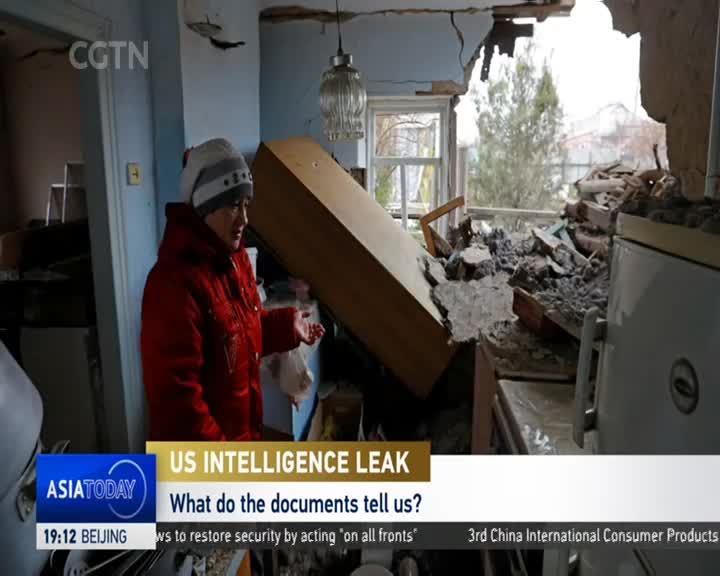 CGTN
US INTELLIGENCE LEAK
ASIATODAY
What do the documents tell us?
19:12 BEIJING
ws to restore security by acting "on all fronts" 3rd China International Consumer Products